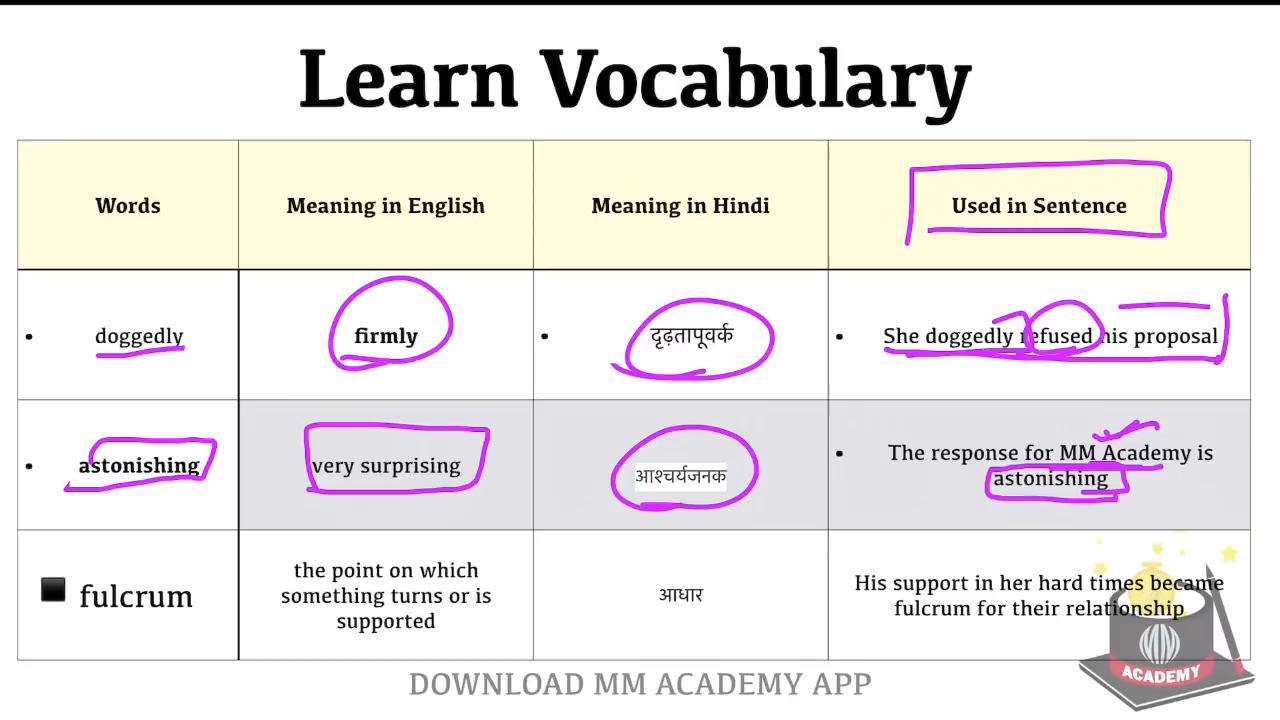 Learn Vocabulary
Words
Meaning in English
Meaning in Hindi
Used in Sentence
• doggedly
firmly
• दृढ़तापूवर्क
• She doggedly refused his proposal
• astonishing
very surprising
आश्चर्यजनक
• The response for MM Academy is
astonishing
fulcrum
the point on which
something turns or is
supported
आधार
His support in her hard times became
fulcrum for their relationship
MM
ACADEMY
DOWNLOAD MM ACADEMY APP